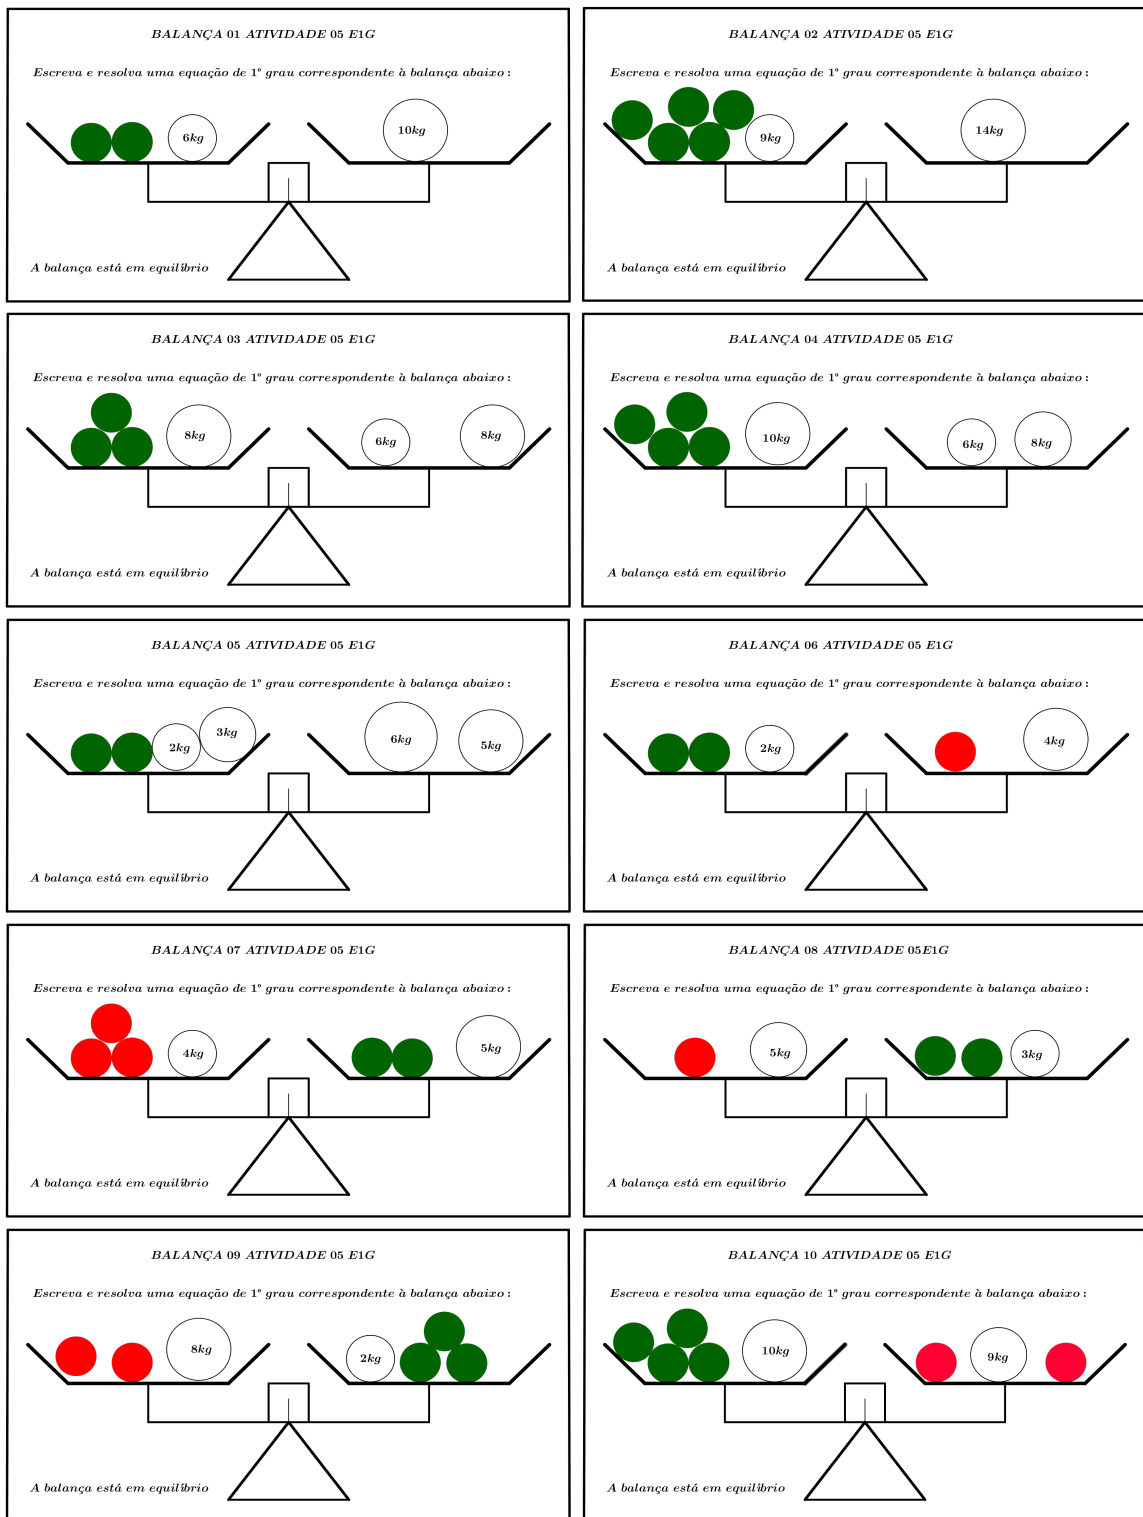 BALANÇA 01 ATIVIDADE 05 E1G
Escreva e resolva uma equação de 1° grau correspondente à balança abaixo :
6kg
10kg
A balança está em equilíbrio
BALANÇA 02 ATIVIDADE 05 E1G
Escreva e resolva uma equação de 1° grau correspondente à balança abaixo :
9kg
14kg
A balança está em equilíbrio
BALANÇA 03 ATIVIDADE 05 E1G
Escreva e resolva uma equação de 1° grau correspondente à balança abaixo :
8kg
6kg
8kg
A balança está em equilíbrio
BALANÇA 04 ATIVIDADE 05 E1G
Escreva e resolva uma equação de 1° grau correspondente à balança abaixo :
10kg
6kg
8kg
A balança está em equilíbrio
BALANÇA 05 ATIVIDADE 05 E1G
Escreva e resolva uma equação de 1° grau correspondente à balança abaixo :
2kg
3kg
6kg
5kg
A balança está em equilíbrio
BALANÇA 06 ATIVIDADE 05 E1G
Escreva e resolva uma equação de 1° grau correspondente à balança abaixo :
2kg
4kg
A balança está em equilíbrio
BALANÇA 07 ATIVIDADE 05 E1G
Escreva e resolva uma equação de 1° grau correspondente à balança abaixo :
4kg
5kg
A balança está em equilíbrio
BALANÇA 08 ATIVIDADE 05E1G
Escreva e resolva uma equação de 1° grau correspondente à balança abaixo :
5kg
3kg
A balança está em equilíbrio
BALANÇA 09 ATIVIDADE 05 E1G
Escreva e resolva uma equação de 1° grau correspondente à balança abaixo :
8kg
2kg
A balança está em equilíbrio
BALANÇA 10 ATIVIDADE 05 E1G
Escreva e resolva uma equação de 1° grau correspondente à balança abaixo :
10kg
9kg
A balança está em equilíbrio